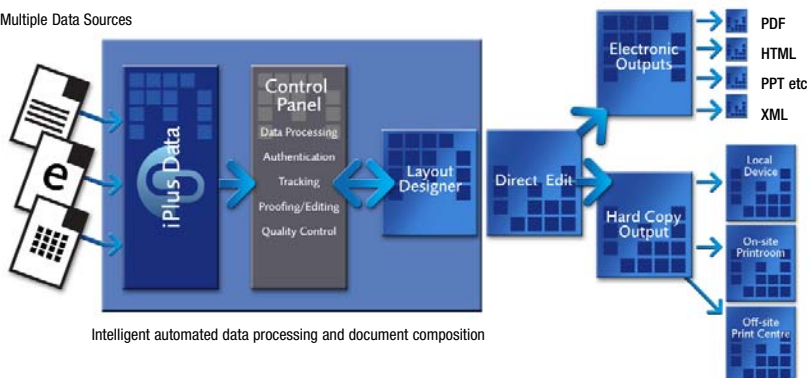 Multiple Data Sources
e
iPlus Data
Control
Panel
Data Processing
Authentication
Tracking
Proofing/Editing
Quality Control
Layout
Designer
Direct Edit
Electronic
Outputs
PDF
HTML
PPT etc
XML
Hard Copy
Output
Local
Device
On-site
Printroom
Off-site
Print Centre
Intelligent automated data processing and document composition